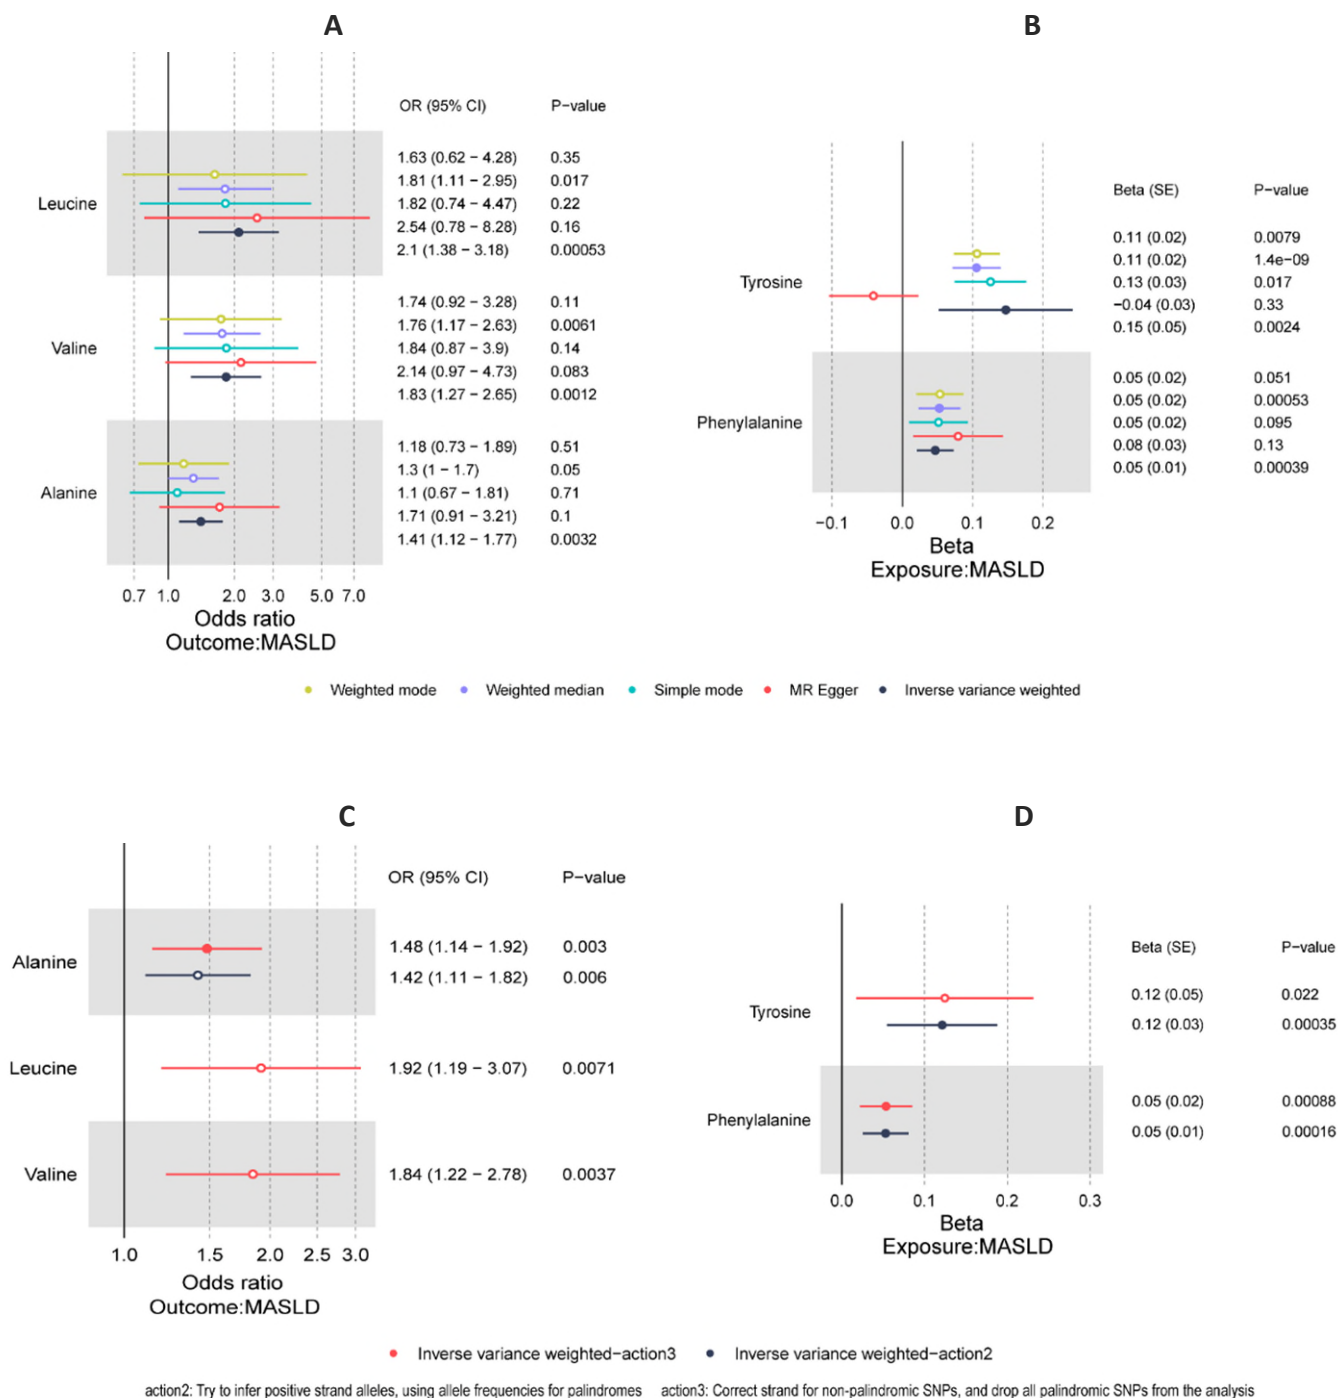 A
OR (95% CI) P−value
Leucine
1.63 (0.62 − 4.28) 0.35
1.81 (1.11 − 2.95) 0.017
1.82 (0.74 − 4.47) 0.22
2.54 (0.78 − 8.28) 0.16
2.1 (1.38 − 3.18) 0.00053
Valine
1.74 (0.92 − 3.28) 0.11
1.76 (1.17 − 2.63) 0.0061
1.84 (0.87 − 3.9) 0.14
2.14 (0.97 − 4.73) 0.083
1.83 (1.27 − 2.65) 0.0012
Alanine
1.18 (0.73 − 1.89) 0.51
1.3 (1 − 1.7) 0.05
1.1 (0.67 − 1.81) 0.71
1.71 (0.91 − 3.21) 0.1
1.41 (1.12 − 1.77) 0.0032
0.7 1.0 2.0 3.0 5.0 7.0
Odds ratio
Outcome:MASLD
B
Beta (SE) P−value
Tyrosine
0.11 (0.02) 0.0079
0.11 (0.02) 1.4e−09
0.13 (0.03) 0.017
−0.04 (0.03) 0.33
0.15 (0.05) 0.0024
Phenylalanine
0.05 (0.02) 0.051
0.05 (0.02) 0.00053
0.05 (0.02) 0.095
0.08 (0.03) 0.13
0.05 (0.01) 0.00039
−0.1 0.0 0.1 0.2
Beta
Exposure:MASLD
Weighted mode Weighted median Simple mode MR Egger Inverse variance weighted
C
OR (95% CI) P−value
Alanine
1.48 (1.14 − 1.92) 0.003
1.42 (1.11 − 1.82) 0.006
Leucine
1.92 (1.19 − 3.07) 0.0071
Valine
1.84 (1.22 − 2.78) 0.0037
1.0 1.5 2.0 2.5 3.0
Odds ratio
Outcome:MASLD
D
Beta (SE) P−value
Tyrosine
0.12 (0.05) 0.022
0.12 (0.03) 0.00035
Phenylalanine
0.05 (0.02) 0.00088
0.05 (0.01) 0.00016
0.0 0.1 0.2 0.3
Beta
Exposure:MASLD
Inverse variance weighted−action3 Inverse variance weighted−action2
action2: Try to infer positive strand alleles, using allele frequencies for palindromes action3: Correct strand for non-palindromic SNPs, and drop all palindromic SNPs from the analysis